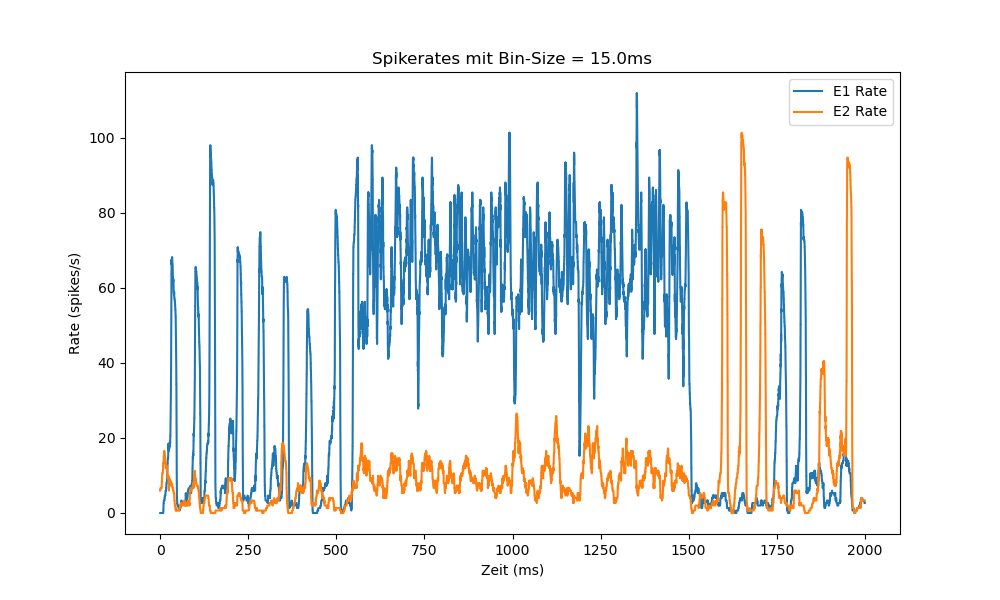 Spikerates mit Bin-Size = 15.0ms
E1 Rate
E2 Rate
Rate (spikes/s)
100
80
60
40
20
0
0 250 500 750 1000 1250 1500 1750 2000
Zeit (ms)